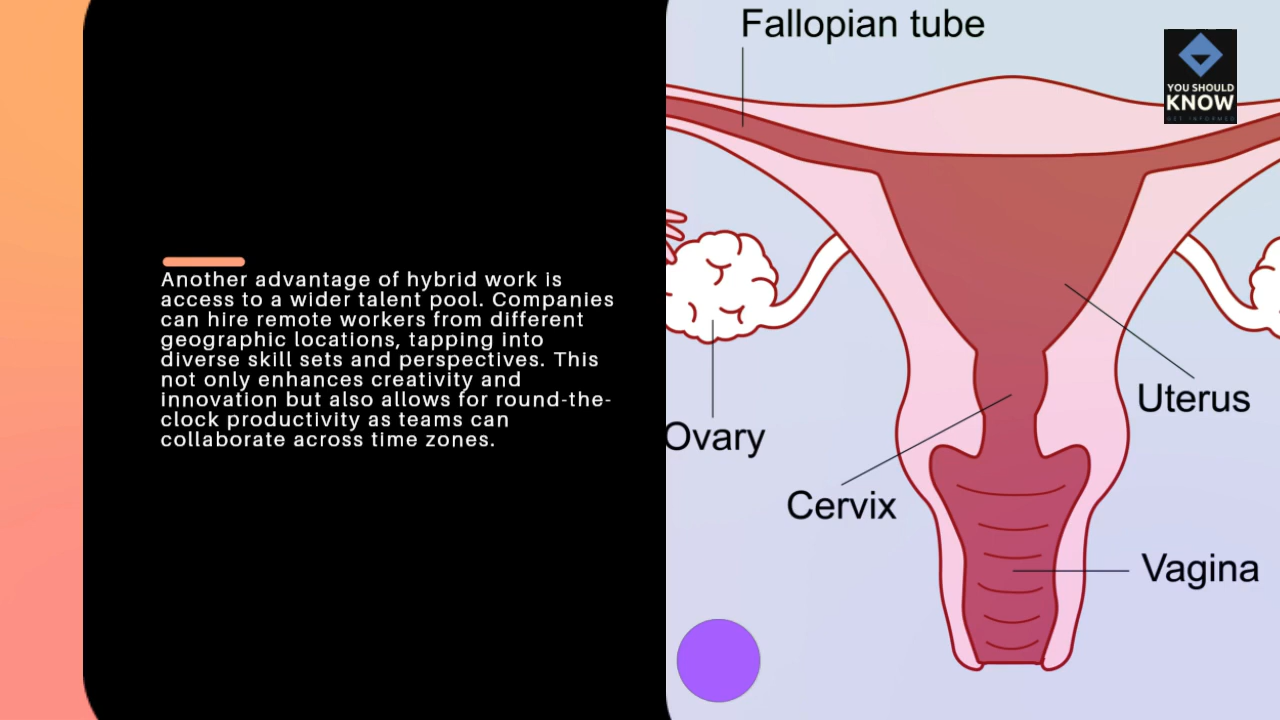 Another advantage of hybrid work is
access to a wider talent pool. Companies
can hire remote workers from different
geographic locations, tapping into
diverse skill sets and perspectives. This
not only enhances creativity and
innovation but also allows for round-the-
clock productivity as teams can
collaborate across time zones.
Fallopian tube
YOU SHOULD
KNOW
GET INFORMED
Uterus
Ovary
Cervix
Vagina